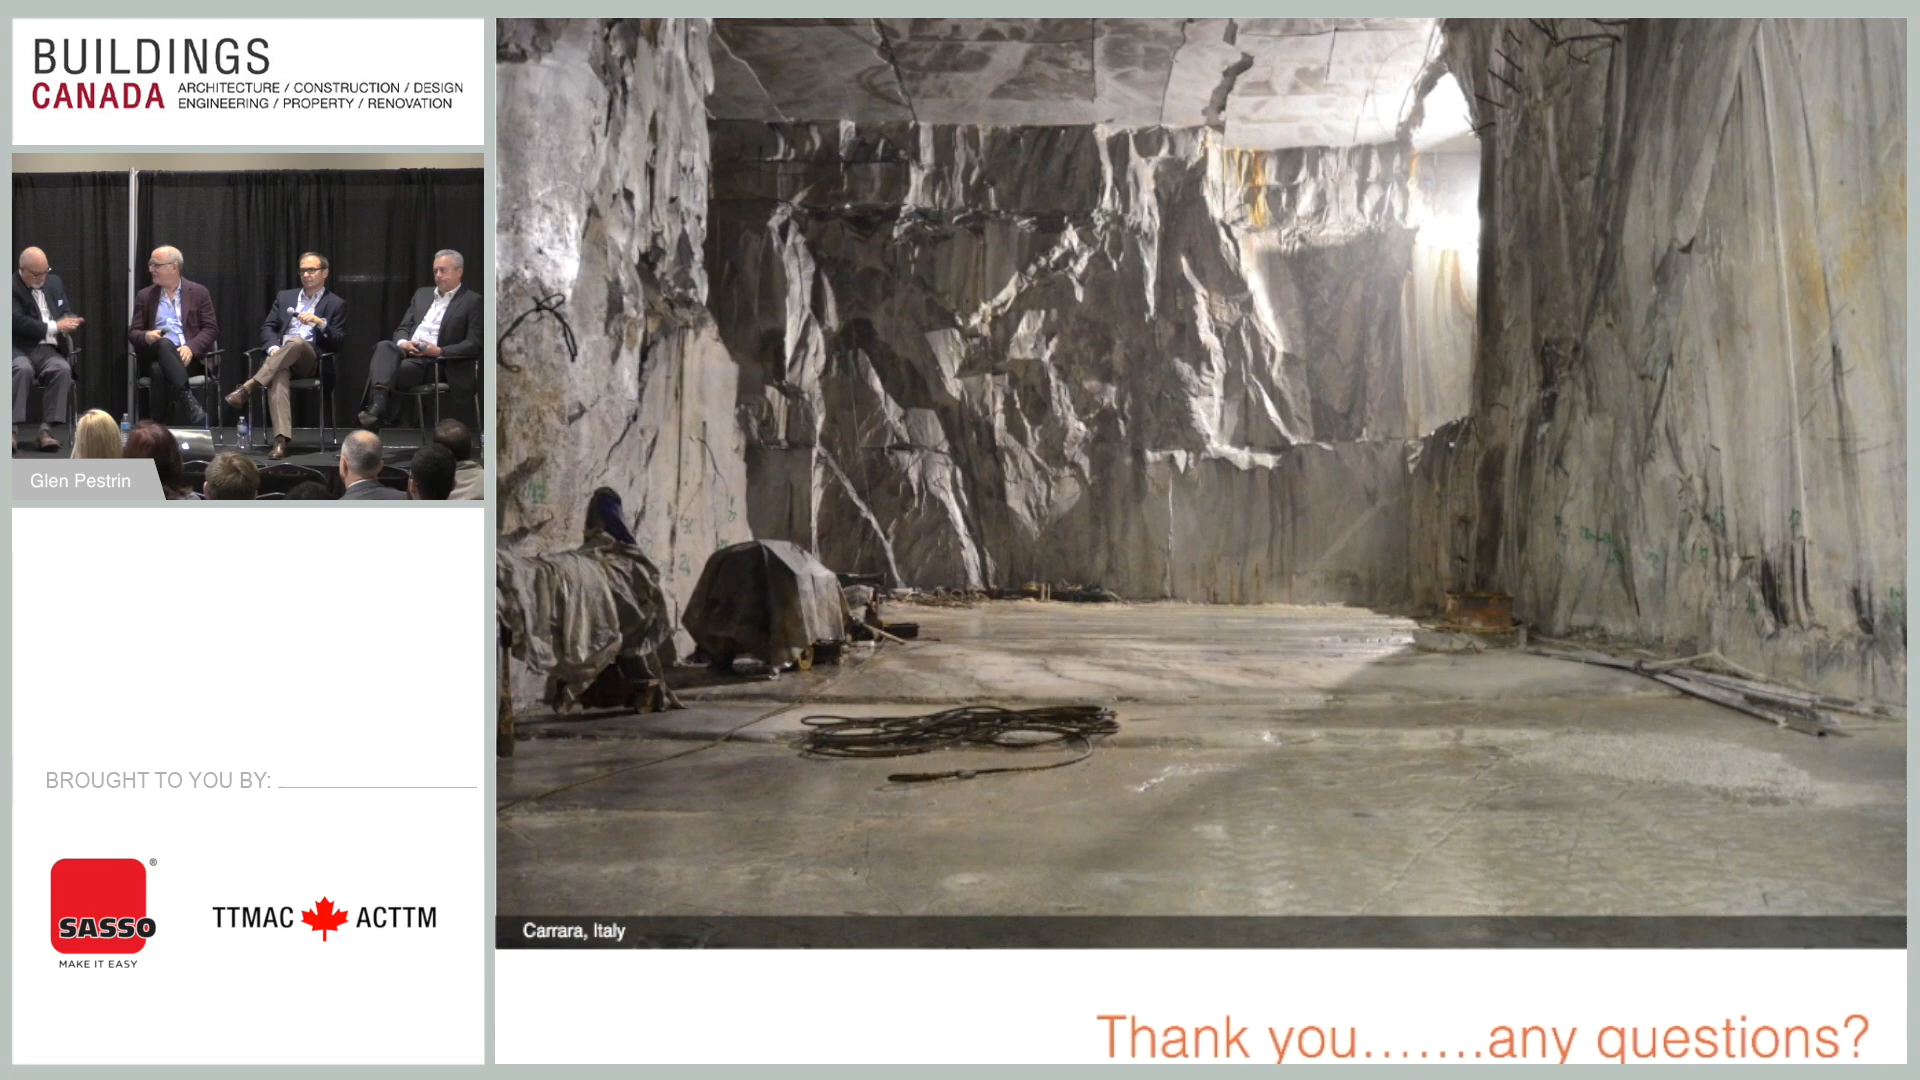 BUILDINGS
CANADA
ARCHITECTURE / CONSTRUCTION / DESIGN
ENGINEERING / PROPERTY / RENOVATION
Glen Pestrin
BROUGHT TO YOU BY:
SASSO®
MAKE IT EASY
TTMAC ACTTM
Carrara, Italy
Thank you.......any questions?